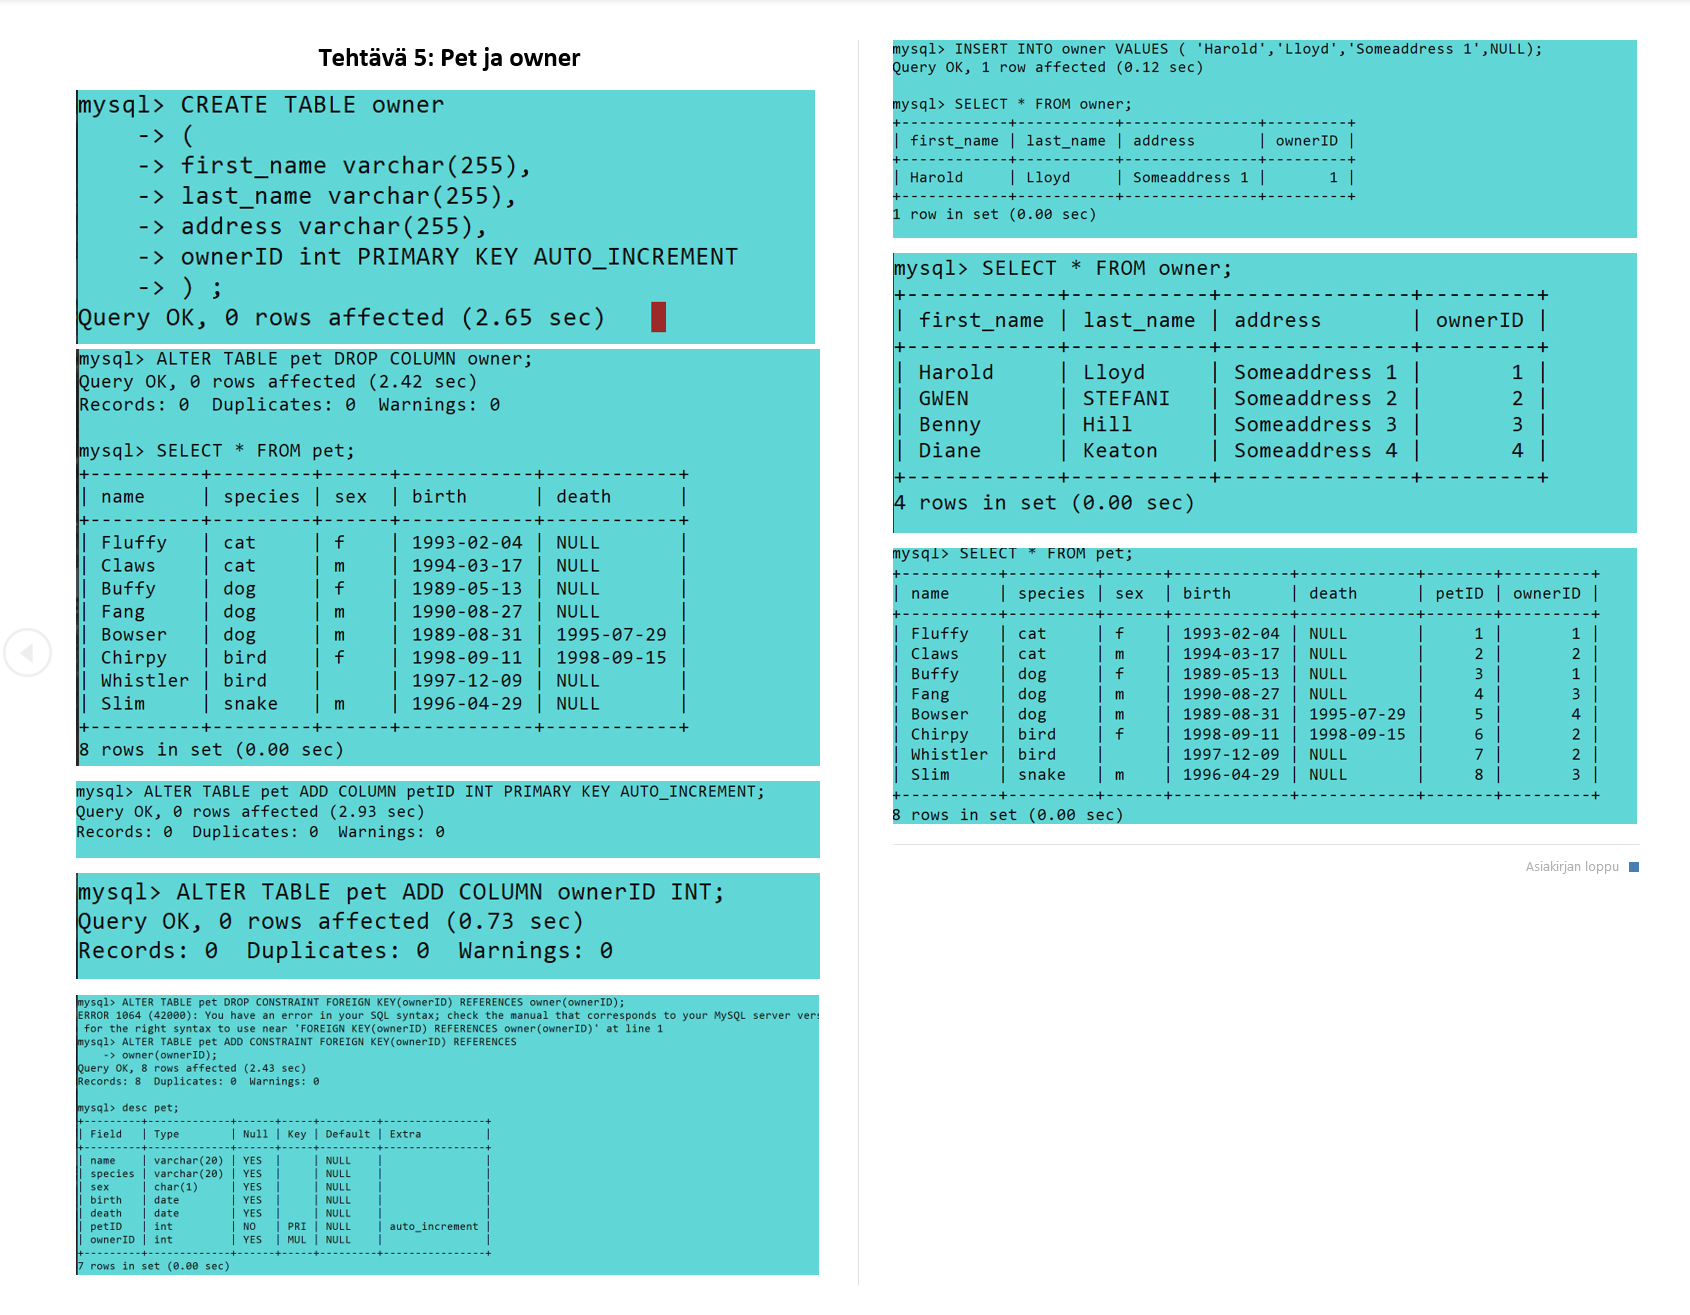 Tehtävä 5: Pet ja owner
mysql> CREATE TABLE owner
-> (
-> first_name varchar(255),
-> last_name varchar(255),
-> address varchar(255),
-> ownerID int PRIMARY KEY AUTO_INCREMENT
-> ) ;
Query OK, 0 rows affected (2.65 sec)
mysql> ALTER TABLE pet DROP COLUMN owner;
Query OK, 0 rows affected (2.42 sec)
Records: 0  Duplicates: 0  Warnings: 0
mysql> SELECT * FROM pet;
+----------+---------+------+------------+------------+
| name     | species | sex  | birth      | death      |
+----------+---------+------+------------+------------+
| Fluffy   | cat     | f    | 1993-02-04 | NULL       |
| Claws    | cat     | m    | 1994-03-17 | NULL       |
| Buffy    | dog     | f    | 1989-05-13 | NULL       |
| Fang     | dog     | m    | 1990-08-27 | NULL       |
| Bowser   | dog     | m    | 1989-08-31 | 1995-07-29 |
| Chirpy   | bird    | f    | 1998-09-11 | 1998-09-15 |
| Whistler | bird    |      | 1997-12-09 | NULL       |
| Slim     | snake   | m    | 1996-04-29 | NULL       |
+----------+---------+------+------------+------------+
8 rows in set (0.00 sec)
mysql> ALTER TABLE pet ADD COLUMN petID INT PRIMARY KEY AUTO_INCREMENT;
Query OK, 0 rows affected (2.93 sec)
Records: 0  Duplicates: 0  Warnings: 0
mysql> ALTER TABLE pet ADD COLUMN ownerID INT;
Query OK, 0 rows affected (0.73 sec)
Records: 0  Duplicates: 0  Warnings: 0
mysql> ALTER TABLE pet DROP CONSTRAINT FOREIGN KEY(ownerID) REFERENCES owner(ownerID);
ERROR 1064 (42000): You have an error in your SQL syntax; check the manual that corresponds to your MySQL server vers
for the right syntax to use near 'FOREIGN KEY(ownerID) REFERENCES owner(ownerID)' at line 1
mysql> ALTER TABLE pet ADD CONSTRAINT FOREIGN KEY(ownerID) REFERENCES
-> owner(ownerID);
Query OK, 8 rows affected (2.43 sec)
Records: 8  Duplicates: 0  Warnings: 0
mysql> desc pet;
+---------+-------------+------+-----+---------+----------------+
| Field   | Type        | Null | Key | Default | Extra          |
+---------+-------------+------+-----+---------+----------------+
| name    | varchar(20) | YES  |     | NULL    |                |
| species | varchar(20) | YES  |     | NULL    |                |
| sex     | char(1)     | YES  |     | NULL    |                |
| birth   | date        | YES  |     | NULL    |                |
| death   | date        | YES  |     | NULL    |                |
| petID   | int         | NO   | PRI | NULL    | auto_increment |
| ownerID | int         | YES  | MUL | NULL    |                |
+---------+-------------+------+-----+---------+----------------+
7 rows in set (0.00 sec)
mysql> INSERT INTO owner VALUES ( 'Harold','Lloyd','Someaddress 1',NULL);
Query OK, 1 row affected (0.12 sec)
mysql> SELECT * FROM owner;
+------------+-----------+---------------+---------+
| first_name | last_name | address       | ownerID |
+------------+-----------+---------------+---------+
| Harold     | Lloyd     | Someaddress 1 |       1 |
+------------+-----------+---------------+---------+
1 row in set (0.00 sec)
mysql> SELECT * FROM owner;
+------------+-----------+---------------+---------+
| first_name | last_name | address       | ownerID |
+------------+-----------+---------------+---------+
| Harold     | Lloyd     | Someaddress 1 |       1 |
| GWEN       | STEFANI   | Someaddress 2 |       2 |
| Benny      | Hill      | Someaddress 3 |       3 |
| Diane      | Keaton    | Someaddress 4 |       4 |
+------------+-----------+---------------+---------+
4 rows in set (0.00 sec)
mysql> SELECT * FROM pet;
+----------+---------+------+------------+------------+-------+---------+
| name     | species | sex  | birth      | death      | petID | ownerID |
+----------+---------+------+------------+------------+-------+---------+
| Fluffy   | cat     | f    | 1993-02-04 | NULL       |     1 |       1 |
| Claws    | cat     | m    | 1994-03-17 | NULL       |     2 |       2 |
| Buffy    | dog     | f    | 1989-05-13 | NULL       |     3 |       1 |
| Fang     | dog     | m    | 1990-08-27 | NULL       |     4 |       3 |
| Bowser   | dog     | m    | 1989-08-31 | 1995-07-29 |     5 |       4 |
| Chirpy   | bird    | f    | 1998-09-11 | 1998-09-15 |     6 |       2 |
| Whistler | bird    |      | 1997-12-09 | NULL       |     7 |       2 |
| Slim     | snake   | m    | 1996-04-29 | NULL       |     8 |       3 |
+----------+---------+------+------------+------------+-------+---------+
8 rows in set (0.00 sec)
Asiakirjan loppu